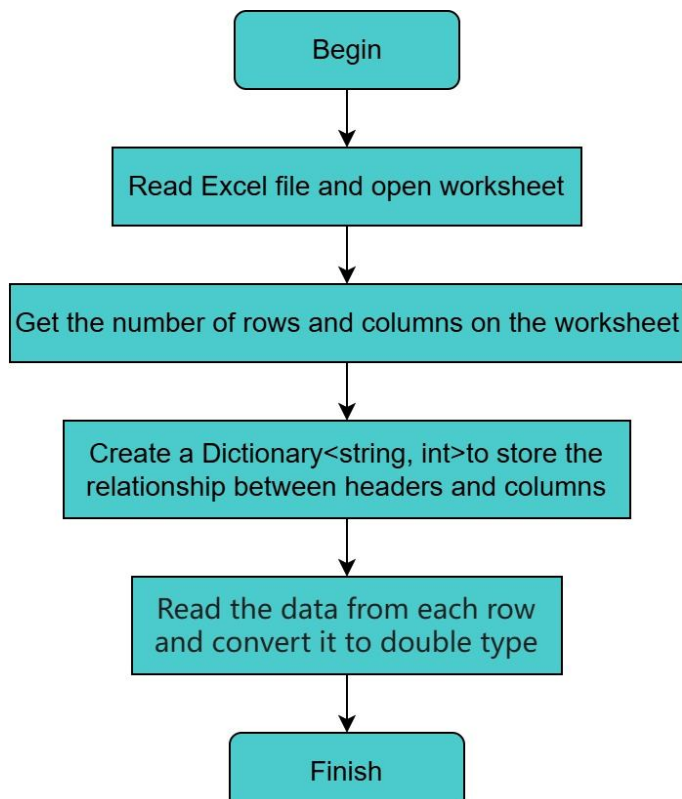 Begin
Read Excel file and open worksheet
Get the number of rows and columns on the worksheet
Create a Dictionary<string, int>to store the
relationship between headers and columns
Read the data from each row
and convert it to double type
Finish